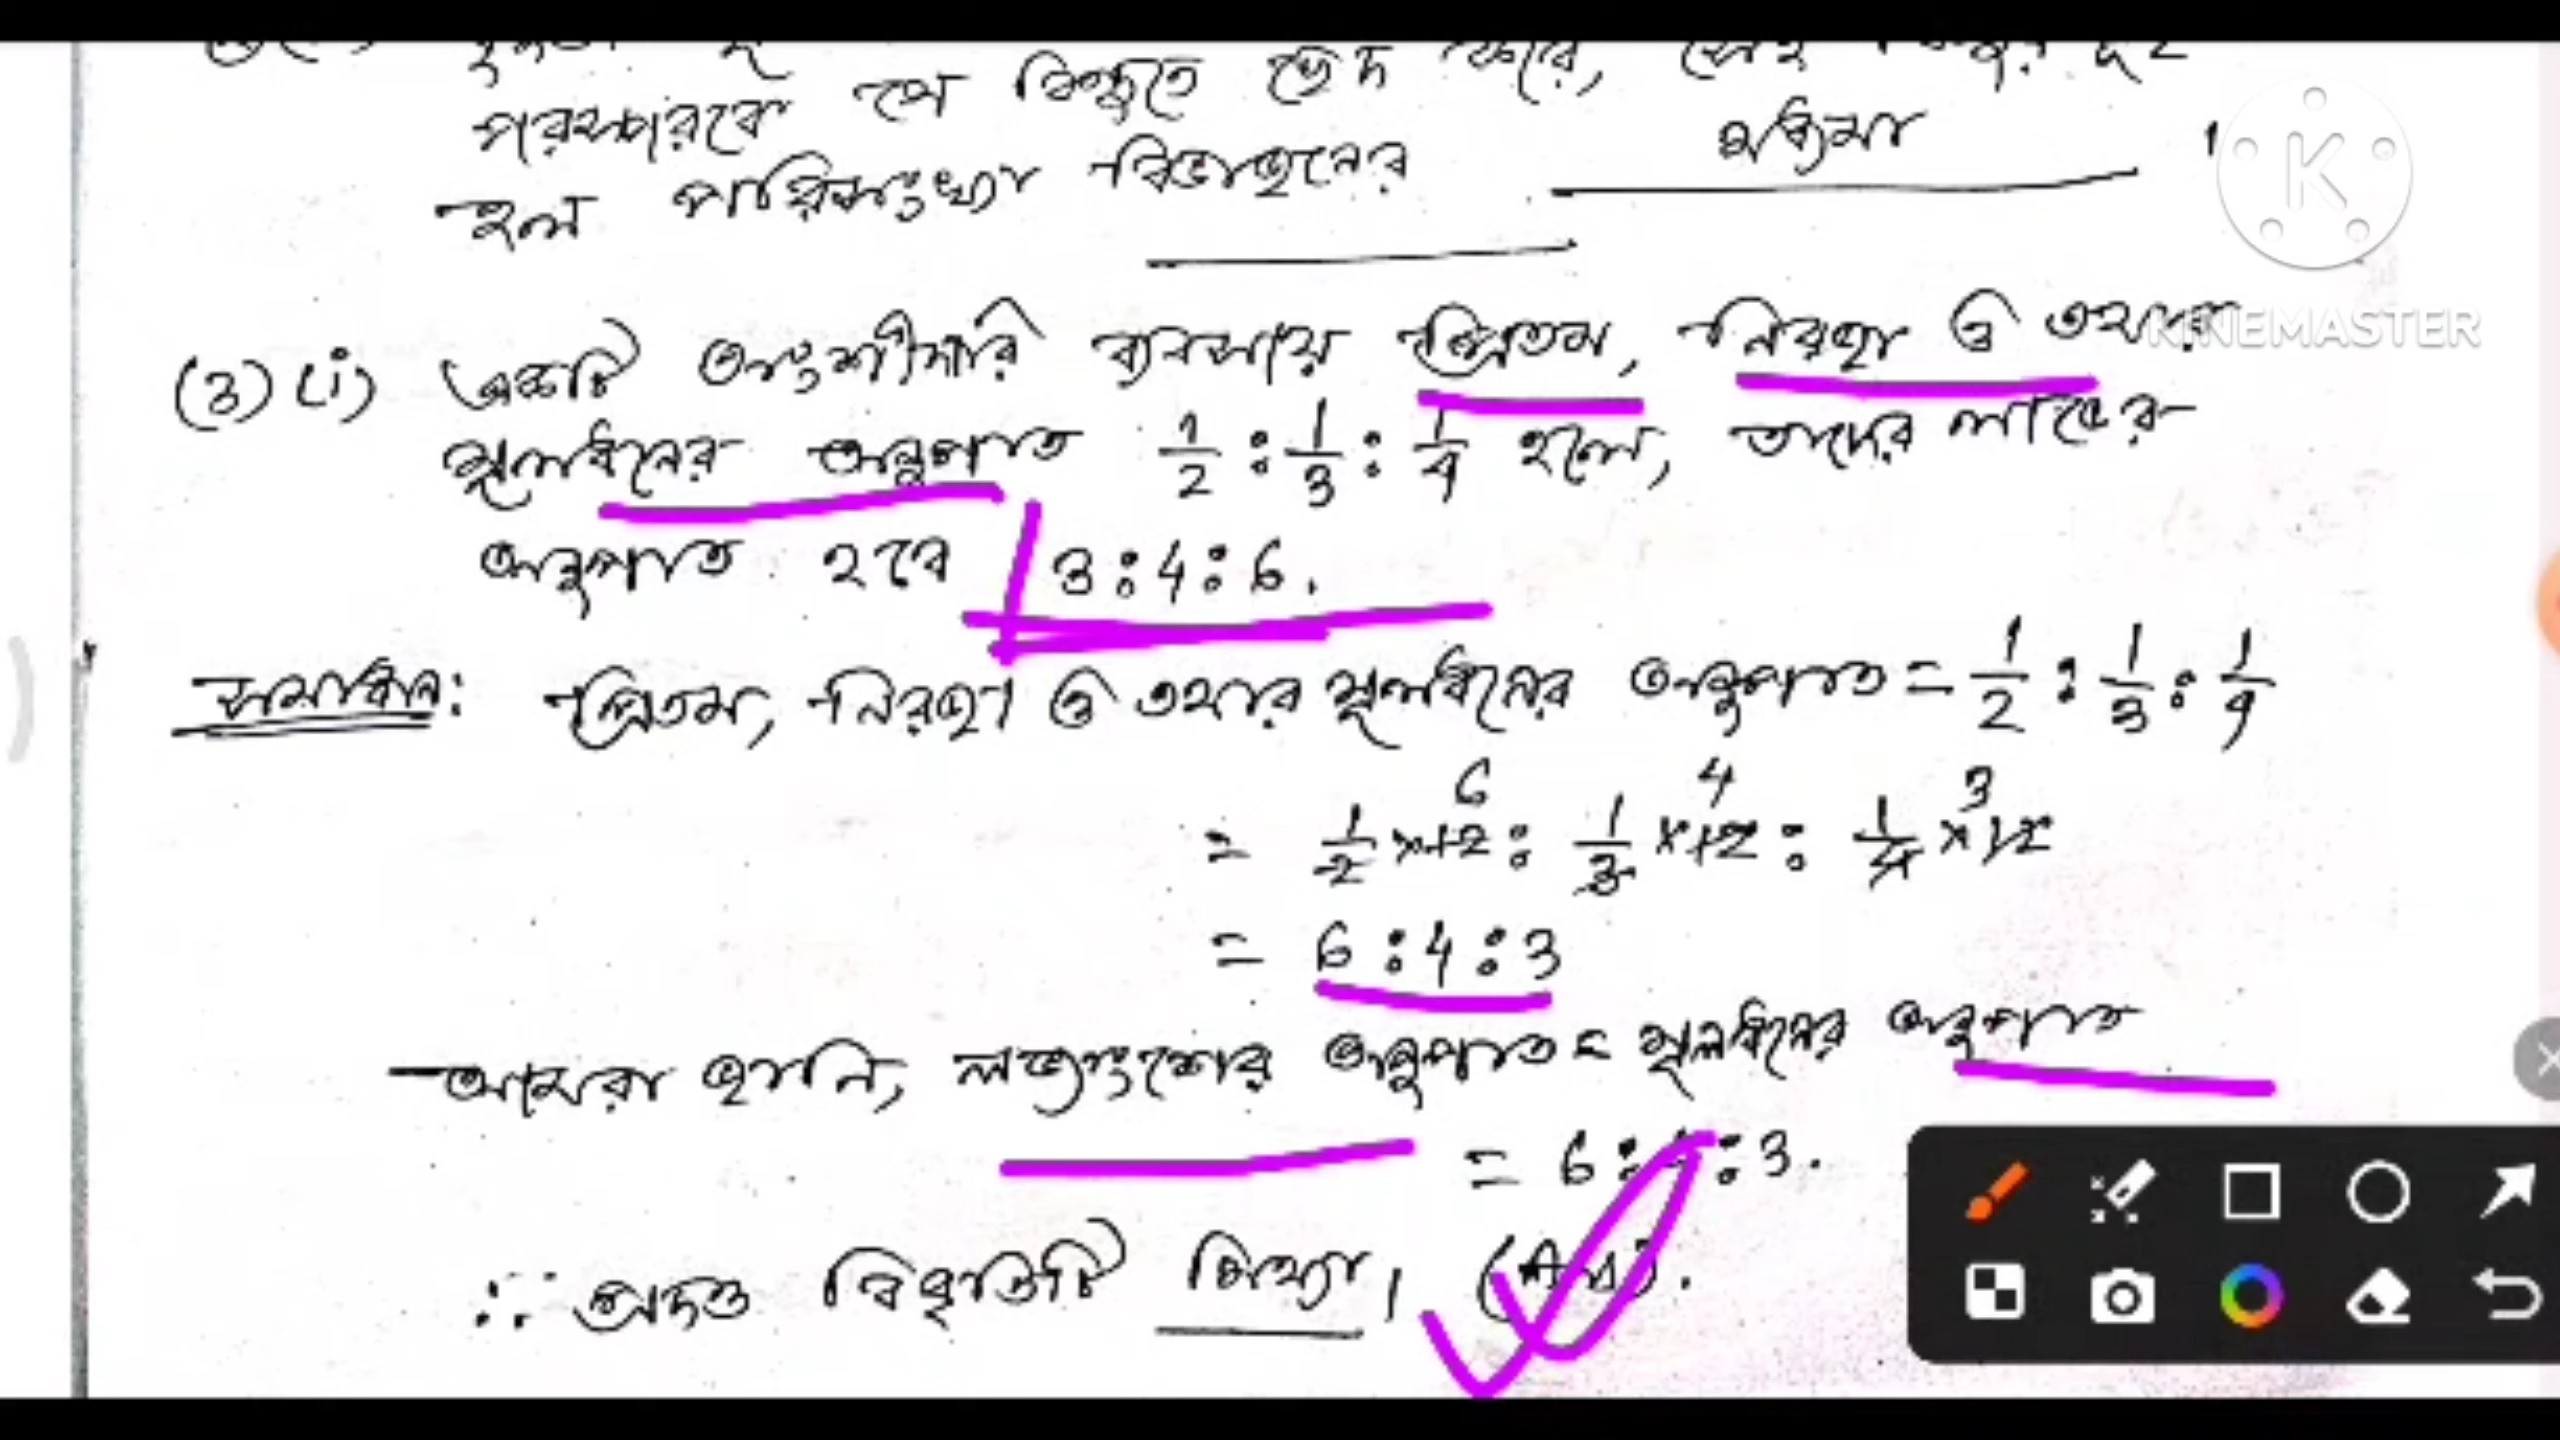 পরস্পরকে যে বিন্দুতে ছেদ করে, সেই
হল পরিসংখ্যা বিভাজনের মধ্যমা ।
KINEMASTER
(3) (i) একটি অংশীদারি ব্যবসায় প্রিতম, নিরজা ও তথার
মূলধনের অনুপাত 1/2 : 1/3 : 1/4 হলে, তাদের লাভের
অনুপাত হবে 3:4:6.
সমাধান: প্রিতম, নিরজা ও তথার মূলধনের অনুপাত = 1/2 : 1/3 : 1/4
= 1/2 × 12 6 : 1/3 × 12 4 : 1/4 × 12 3
= 6:4:3
আমরা জানি, লভ্যাংশের অনুপাত = মূলধনের অনুপাত
= 6:4:3.
∴ প্রদত্ত বিবৃতিটি মিথ্যা। (Ans).